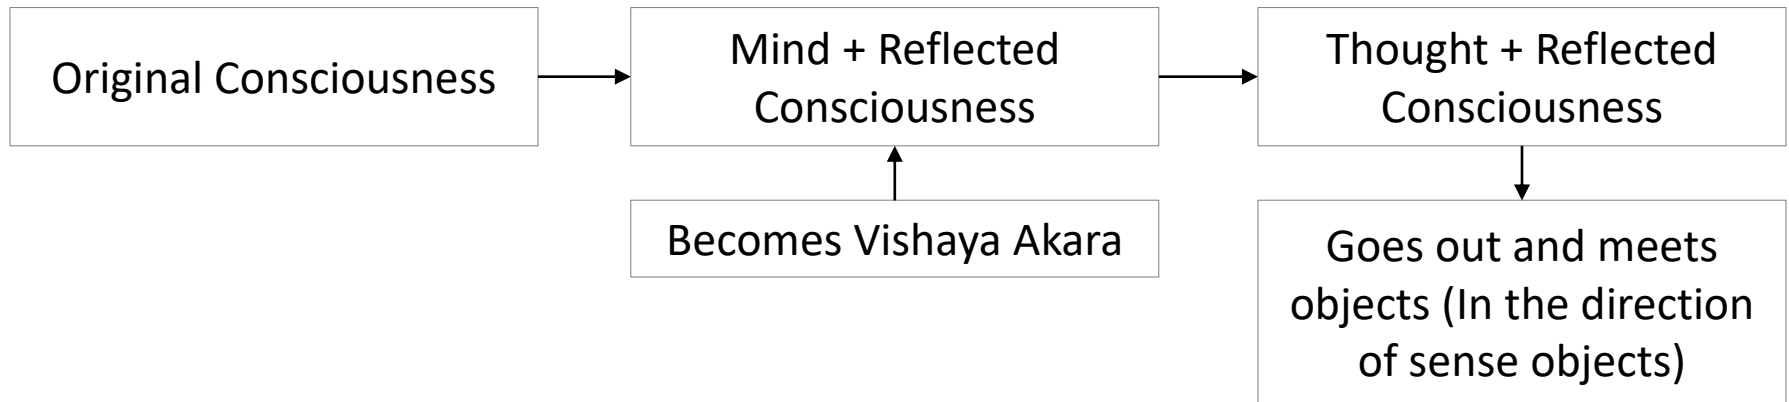 Original Consciousness
Mind + Reflected
Consciousness
Thought + Reflected
Consciousness
Becomes Vishaya Akara
Goes out and meets
objects (In the direction
of sense objects)